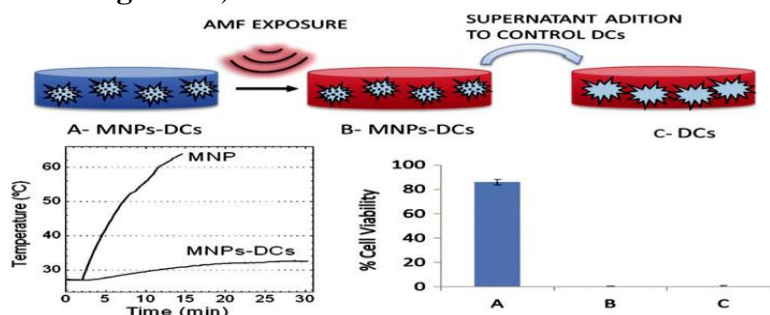 AMF EXPOSURE
SUPERNATANT ADITION
TO CONTROL DCs
A- MNPs-DCs
B- MNPs-DCs
C- DCs
Temperature (ºC)
60
50
40
30
MNP
MNPs-DCs
0 5 10 15 20 25 30
Time (min)
% Cell Viability
100
80
60
40
20
0
A B C